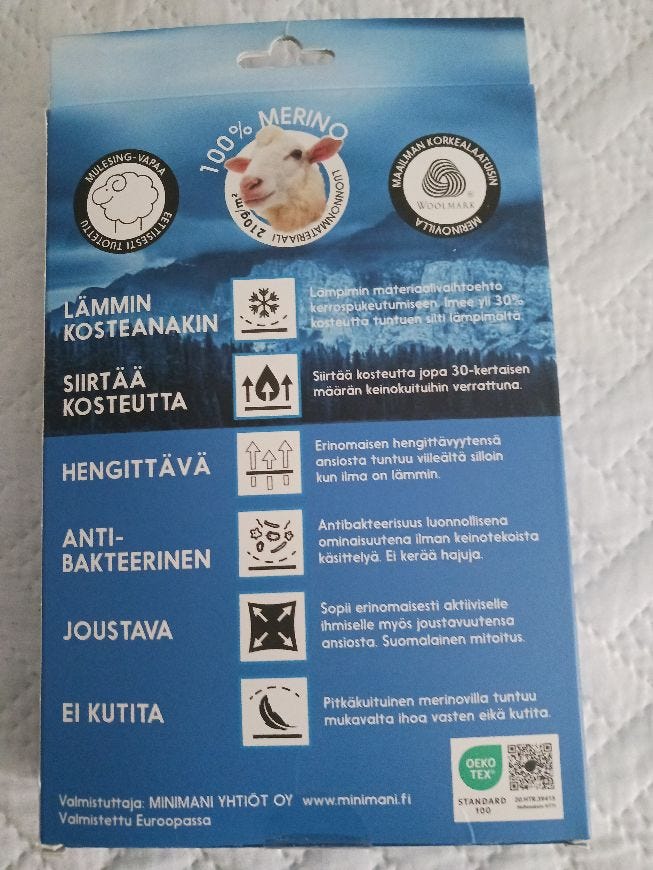 100% MERINO
LUONNONMATERIAALI 210g/m²
MULESING-VAPAA
EETTISESTI TUOTETTU
MAAILMAN KORKEALAATUISIN
WOOLMARK
MERINOVILLA
LÄMMIN
KOSTEANAKIN
Lämpimin materiaalivaihtoehto
kerrospukeutumiseen. Imee yli 30%
kosteutta tuntuen silti lämpimältä.
SIIRTÄÄ
KOSTEUTTA
Siirtää kosteutta jopa 30-kertaisen
määrän keinokuituihin verrattuna.
HENGITTÄVÄ
Erinomaisen hengittävyytensä
ansiosta tuntuu viileältä silloin
kun ilma on lämmin.
ANTI-
BAKTEERINEN
Antibakteerisuus luonnollisena
ominaisuutena ilman keinotekoista
käsittelyä. Ei kerää hajuja.
JOUSTAVA
Sopii erinomaisesti aktiiviselle
ihmiselle myös joustavuutensa
ansiosta. Suomalainen mitoitus.
EI KUTITA
Pitkäkuituinen merinovilla tuntuu
mukavalta ihoa vasten eikä kutita.
OEKO
TEX®
STANDARD
100
Valmistuttaja: MINIMANI YHTIÖT OY www.minimani.fi
Valmistettu Euroopassa